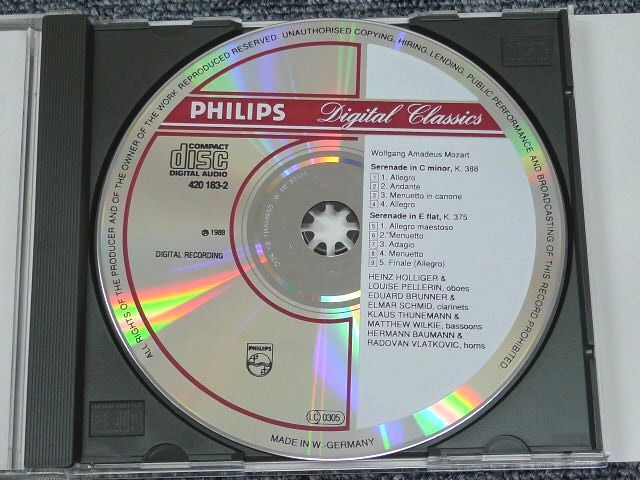 ALL RIGHTS OF THE PRODUCER AND OF THE OWNER OF THE WORK REPRODUCED RESERVED. UNAUTHORISED COPYING, HIRING, LENDING, PUBLIC PERFORMANCE AND BROADCASTING OF THIS RECORD PROHIBITED
PHILIPS Digital Classics
COMPACT
disc
DIGITAL AUDIO
420 183-2
℗ 1988
DIGITAL RECORDING
Wolfgang Amadeus Mozart
Serenade in C minor, K. 388
1 1. Allegro
2 2. Andante
3 3. Menuetto in canone
4 4. Allegro
Serenade in E flat, K. 375
5 1. Allegro maestoso
6 2. Menuetto
7 3. Adagio
8 4. Menuetto
9 5. Finale (Allegro)
HEINZ HOLLIGER &
LOUISE PELLERIN, oboes
EDUARD BRUNNER &
ELMAR SCHMID, clarinets
KLAUS THUNEMANN &
MATTHEW WILKIE, bassoons
HERMANN BAUMANN &
RADOVAN VLATKOVIC, horns
PHILIPS
LC 0305
MADE IN W.-GERMANY